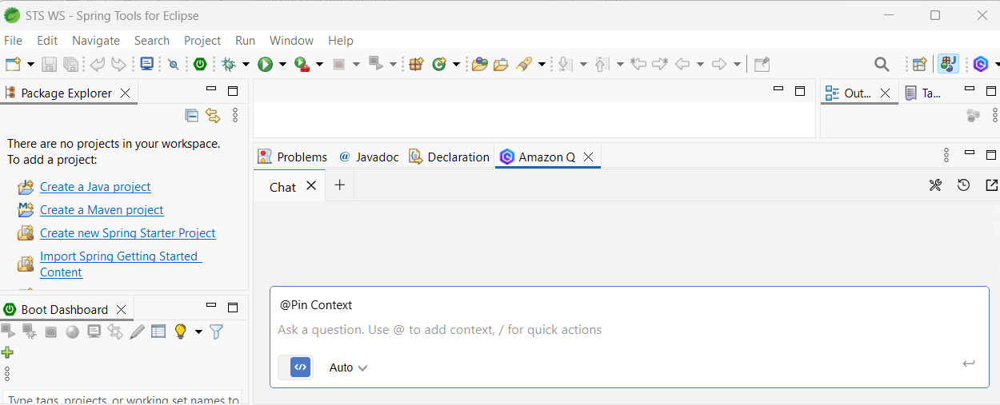 STS WS - Spring Tools for Eclipse
File Edit Navigate Search Project Run Window Help
Package Explorer
There are no projects in your workspace.
To add a project:
Create a Java project
Create a Maven project
Create new Spring Starter Project
Import Spring Getting Started
Content
Boot Dashboard
Type tags, projects, or working set names to
Out...
Ta...
Problems @ Javadoc Declaration Amazon Q
Chat
@Pin Context
Ask a question. Use @ to add context, / for quick actions
Auto